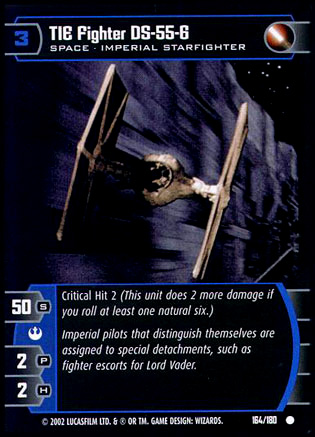 3
TIE Fighter DS-55-6
SPACE · IMPERIAL STARFIGHTER
50 S
Critical Hit 2 (This unit does 2 more damage if
you roll at least one natural six.)
2 P
Imperial pilots that distinguish themselves are
assigned to special detachments, such as
fighter escorts for Lord Vader.
2 H
© 2002 LUCASFILM LTD. & ® OR TM. GAME DESIGN: WIZARDS.
164/180